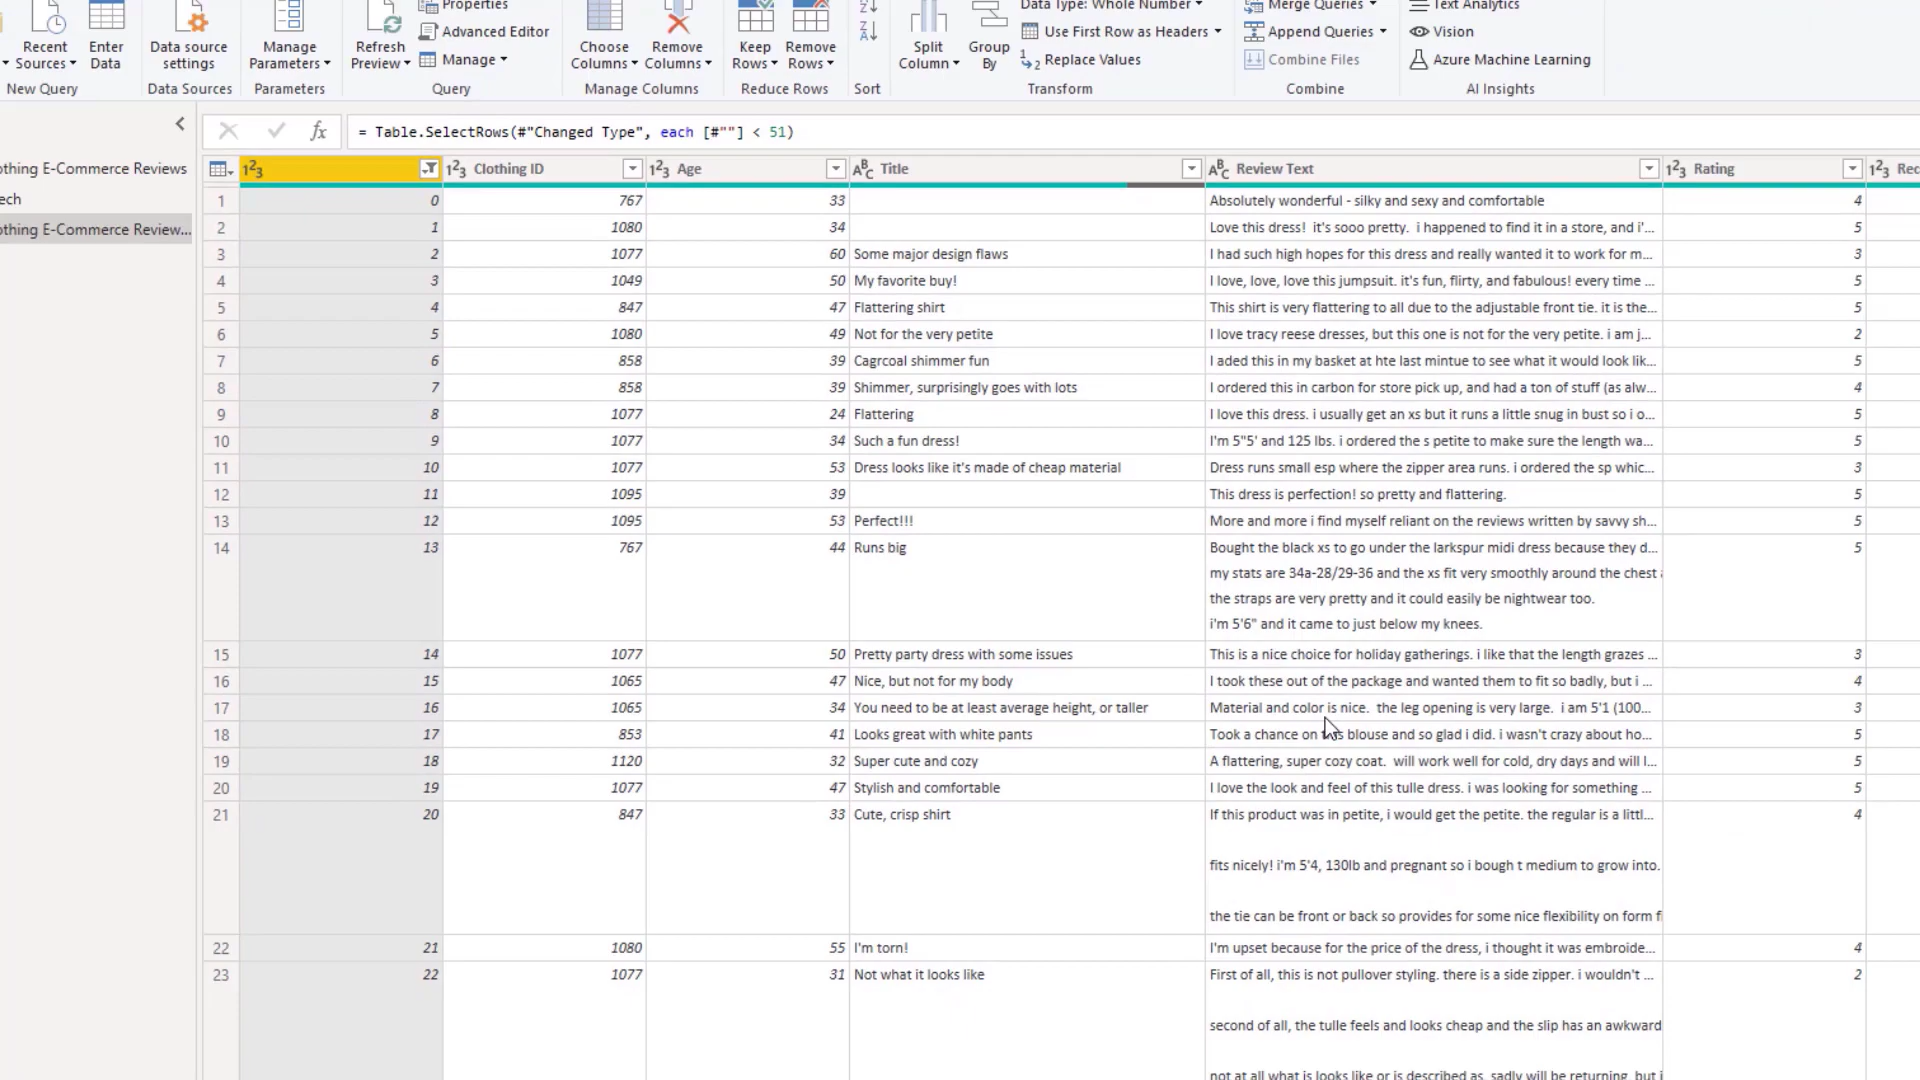 Properties
Data Type: Whole Number
Merge Queries
Text Analytics
Recent Sources
Enter Data
Data source settings
Manage Parameters
Refresh Preview
Advanced Editor
Manage
Choose Columns
Remove Columns
Keep Rows
Remove Rows
Split Column
Group By
Use First Row as Headers
Replace Values
Append Queries
Combine Files
Vision
Azure Machine Learning
New Query
Data Sources
Parameters
Query
Manage Columns
Reduce Rows
Sort
Transform
Combine
AI Insights
fx = Table.SelectRows(#"Changed Type", each [#""] < 51)
othing E-Commerce Reviews
ech
othing E-Commerce Review...
123 123 Clothing ID 123 Age ABC Title ABC Review Text 123 Rating 123 Rec
1 0 767 33 Absolutely wonderful - silky and sexy and comfortable 4
2 1 1080 34 Love this dress!  it's sooo pretty.  i happened to find it in a store, and i'... 5
3 2 1077 60 Some major design flaws I had such high hopes for this dress and really wanted it to work for m... 3
4 3 1049 50 My favorite buy! I love, love, love this jumpsuit. it's fun, flirty, and fabulous! every time ... 5
5 4 847 47 Flattering shirt This shirt is very flattering to all due to the adjustable front tie. it is the... 5
6 5 1080 49 Not for the very petite I love tracy reese dresses, but this one is not for the very petite. i am j... 2
7 6 858 39 Cagrcoal shimmer fun I aded this in my basket at hte last mintue to see what it would look lik... 5
8 7 858 39 Shimmer, surprisingly goes with lots I ordered this in carbon for store pick up, and had a ton of stuff (as alw... 4
9 8 1077 24 Flattering I love this dress. i usually get an xs but it runs a little snug in bust so i o... 5
10 9 1077 34 Such a fun dress! I'm 5"5' and 125 lbs. i ordered the s petite to make sure the length wa... 5
11 10 1077 53 Dress looks like it's made of cheap material Dress runs small esp where the zipper area runs. i ordered the sp whic... 3
12 11 1095 39 This dress is perfection! so pretty and flattering. 5
13 12 1095 53 Perfect!!! More and more i find myself reliant on the reviews written by savvy sh... 5
14 13 767 44 Runs big Bought the black xs to go under the larkspur midi dress because they d... 5
my stats are 34a-28/29-36 and the xs fit very smoothly around the chest
the straps are very pretty and it could easily be nightwear too.
i'm 5'6" and it came to just below my knees.
15 14 1077 50 Pretty party dress with some issues This is a nice choice for holiday gatherings. i like that the length grazes ... 3
16 15 1065 47 Nice, but not for my body I took these out of the package and wanted them to fit so badly, but i ... 4
17 16 1065 34 You need to be at least average height, or taller Material and color is nice.  the leg opening is very large.  i am 5'1 (100... 3
18 17 853 41 Looks great with white pants Took a chance on this blouse and so glad i did. i wasn't crazy about ho... 5
19 18 1120 32 Super cute and cozy A flattering, super cozy coat.  will work well for cold, dry days and will l... 5
20 19 1077 47 Stylish and comfortable I love the look and feel of this tulle dress. i was looking for something ... 5
21 20 847 33 Cute, crisp shirt If this product was in petite, i would get the petite. the regular is a littl... 4
fits nicely! i'm 5'4, 130lb and pregnant so i bough t medium to grow into.
the tie can be front or back so provides for some nice flexibility on form f
22 21 1080 55 I'm torn! I'm upset because for the price of the dress, i thought it was embroide... 4
23 22 1077 31 Not what it looks like First of all, this is not pullover styling. there is a side zipper. i wouldn't ... 2
second of all, the tulle feels and looks cheap and the slip has an awkward
not at all what is looks like or is described as. sadly will be returning, but i